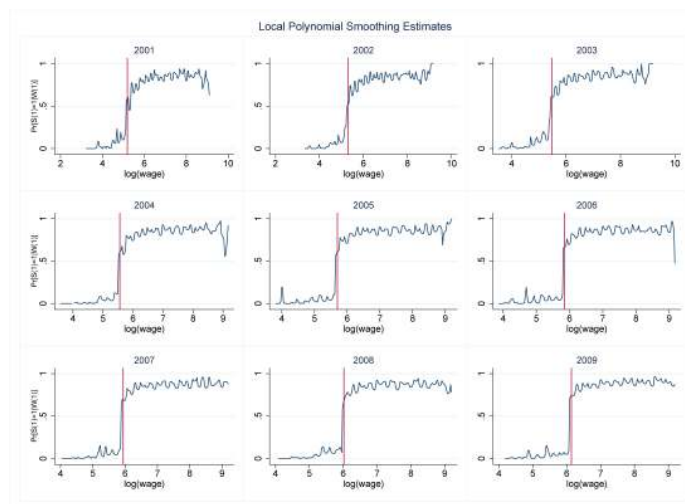 Local Polynomial Smoothing Estimates
2001
2002
2003
Pr[S(1)=1|W(1)]
0 .5 1
2 4 6 8 10
log(wage)
0 .5 1
2 4 6 8 10
log(wage)
0 .5 1
4 6 8 10
log(wage)
2004
2005
2006
Pr[S(1)=1|W(1)]
0 .5 1
4 5 6 7 8 9
log(wage)
0 .5 1
4 5 6 7 8 9
log(wage)
0 .5 1
4 5 6 7 8 9
log(wage)
2007
2008
2009
Pr[S(1)=1|W(1)]
0 .5 1
4 5 6 7 8 9
log(wage)
0 .5 1
4 5 6 7 8 9
log(wage)
0 .5 1
4 5 6 7 8 9
log(wage)